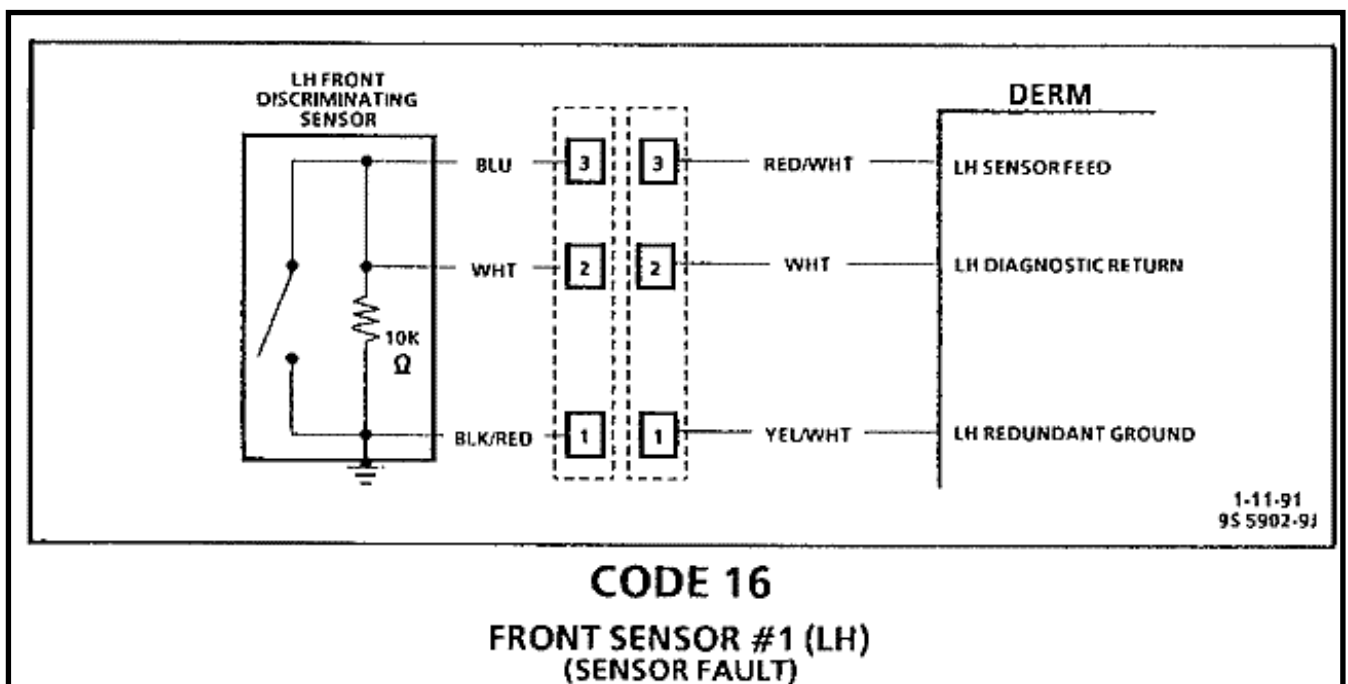 LH FRONT
DISCRIMINATING
SENSOR
DERM
BLU 3 3 RED/WHT LH SENSOR FEED
WHT 2 2 WHT LH DIAGNOSTIC RETURN
10K
Ω
BLK/RED 1 1 YEL/WHT LH REDUNDANT GROUND
1-11-91
9S 5902-9J
CODE 16
FRONT SENSOR #1 (LH)
(SENSOR FAULT)